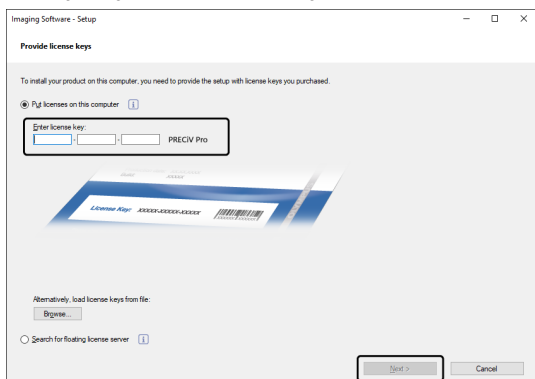 Imaging Software - Setup
Provide license keys
To install your product on this computer, you need to provide the setup with license keys you purchased.
Put licenses on this computer
Enter license key:
- - PRECiV Pro
License Key: XXXXX-XXXXX-XXXXX
Alternatively, load license keys from file:
Browse...
Search for floating license server
Next >
Cancel